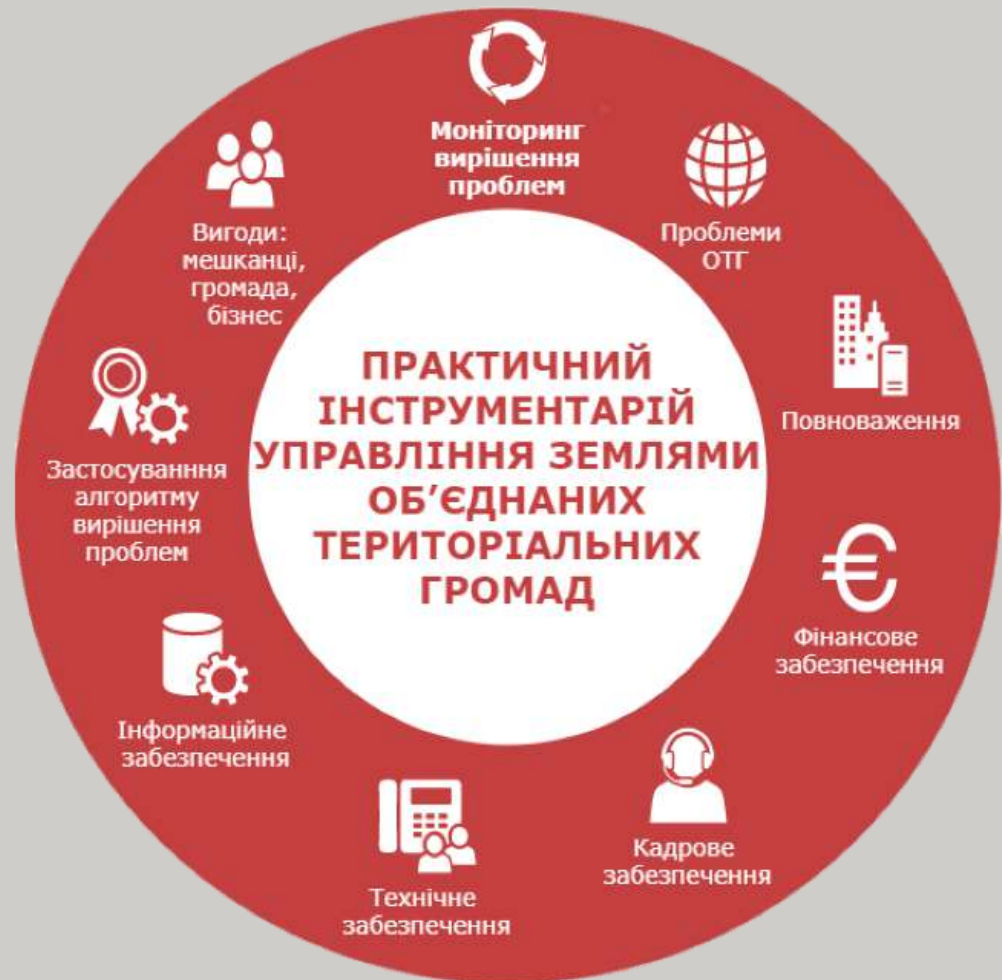 Моніторинг
вирішення
проблем
Проблеми
ОТГ
Повноваження
Фінансове
забезпечення
Кадрове
забезпечення
Технічне
забезпечення
Інформаційне
забезпечення
Застосуванння
алгоритму
вирішення
проблем
Вигоди:
мешканці,
громада,
бізнес
ПРАКТИЧНИЙ
ІНСТРУМЕНТАРІЙ
УПРАВЛІННЯ ЗЕМЛЯМИ
ОБ’ЄДНАНИХ
ТЕРИТОРІАЛЬНИХ
ГРОМАД